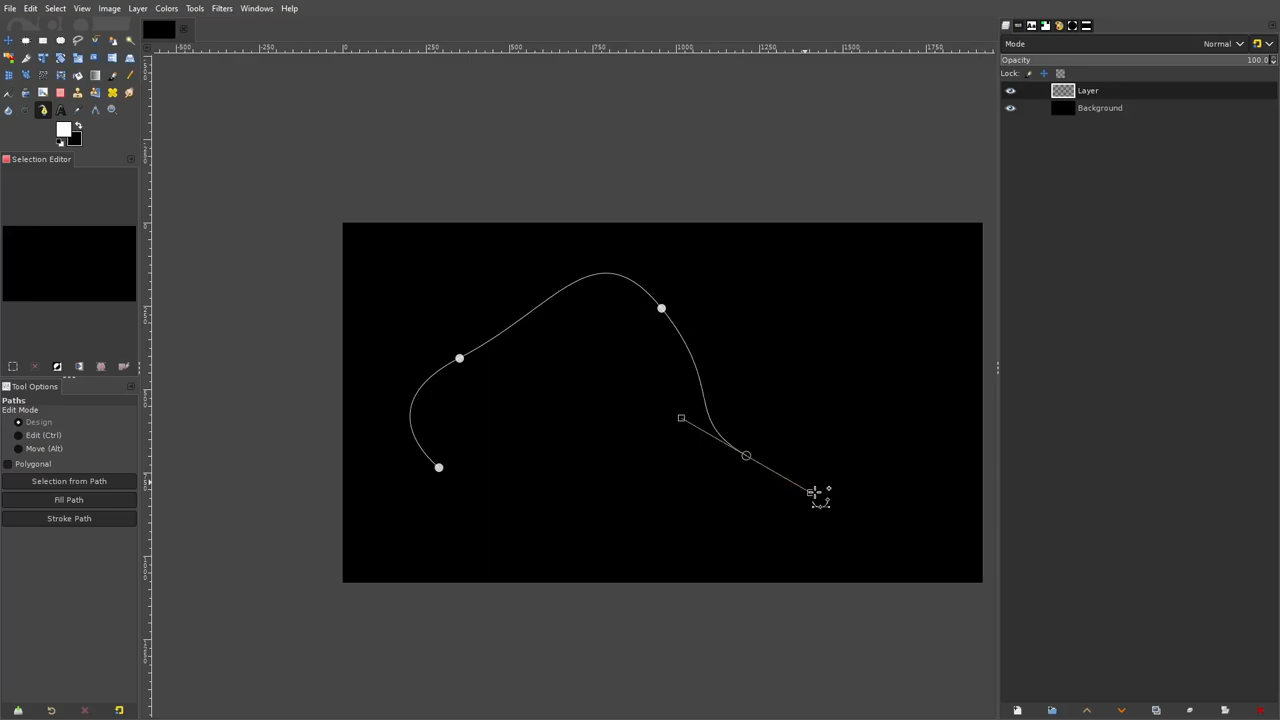 File Edit Select View Image Layer Colors Tools Filters Windows Help
-500 -250 0 250 500 750 1000 1250 1500 1750
Mode Normal
Opacity 100.0
Lock:
Layer
Background
Selection Editor
Tool Options
Paths
Edit Mode
Design
Edit (Ctrl)
Move (Alt)
Polygonal
Selection from Path
Fill Path
Stroke Path